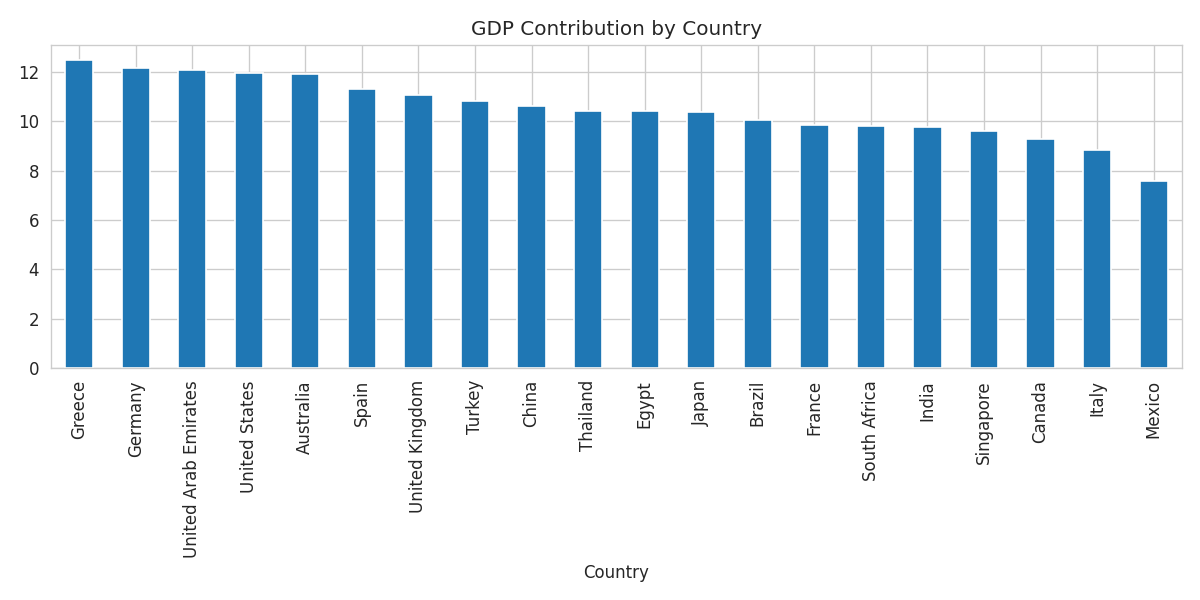 GDP Contribution by Country
12
10
8
6
4
2
0
Greece
Germany
United Arab Emirates
United States
Australia
Spain
United Kingdom
Turkey
China
Thailand
Egypt
Japan
Brazil
France
South Africa
India
Singapore
Canada
Italy
Mexico
Country